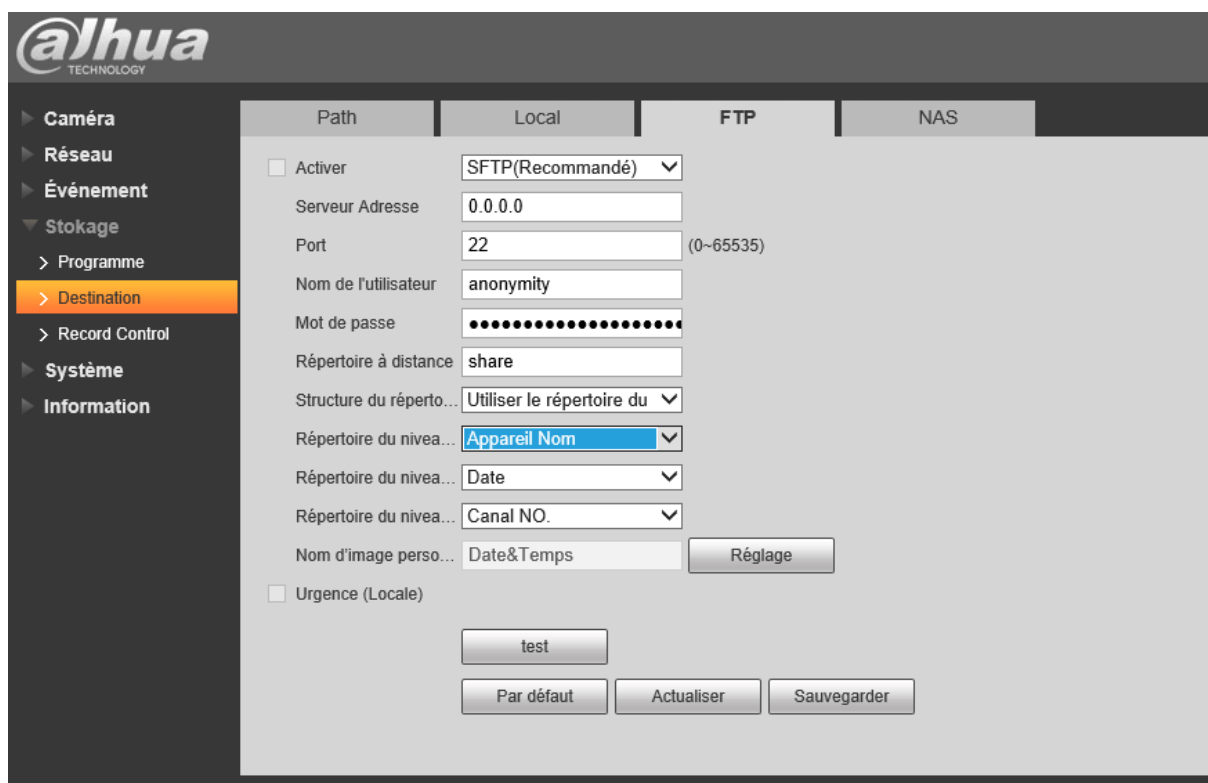 alhua
TECHNOLOGY
Caméra
Réseau
Événement
Stokage
Programme
Destination
Record Control
Système
Information
Path
Local
FTP
NAS
Activer SFTP(Recommandé)
Serveur Adresse 0.0.0.0
Port 22 (0~65535)
Nom de l'utilisateur anonymity
Mot de passe ●●●●●●●●●●●●●●●●●●●●
Répertoire à distance share
Structure du réperto... Utiliser le répertoire du
Répertoire du nivea... Appareil Nom
Répertoire du nivea... Date
Répertoire du nivea... Canal NO.
Nom d'image perso... Date&Temps Réglage
Urgence (Locale)
test
Par défaut Actualiser Sauvegarder